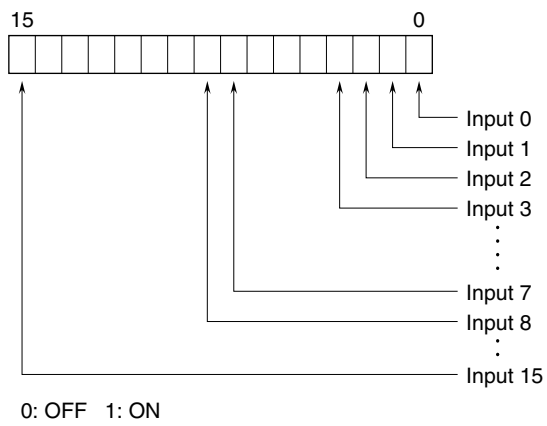 15 0
Input 0
Input 1
Input 2
Input 3
Input 7
Input 8
Input 15
0: OFF 1: ON